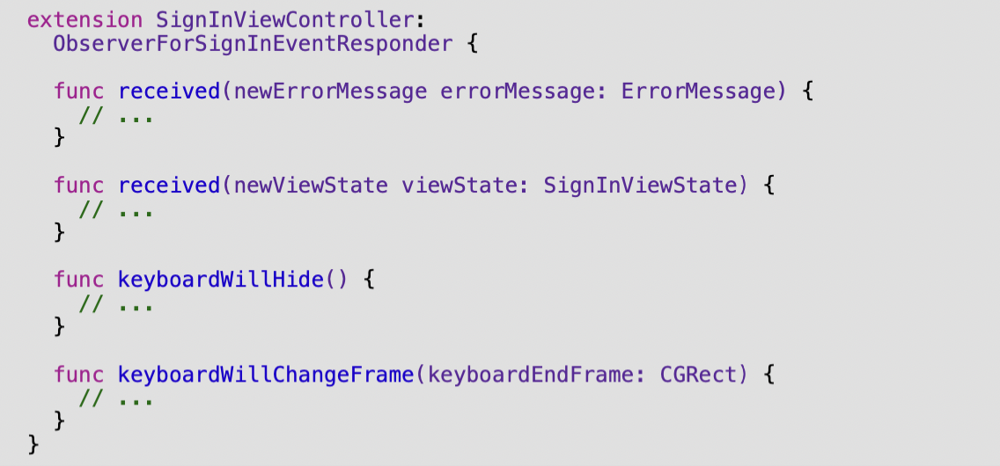 extension SignInViewController:
  ObserverForSignInEventResponder {

  func received(newErrorMessage errorMessage: ErrorMessage) {
    // ...
  }

  func received(newViewState viewState: SignInViewState) {
    // ...
  }

  func keyboardWillHide() {
    // ...
  }

  func keyboardWillChangeFrame(keyboardEndFrame: CGRect) {
    // ...
  }
}